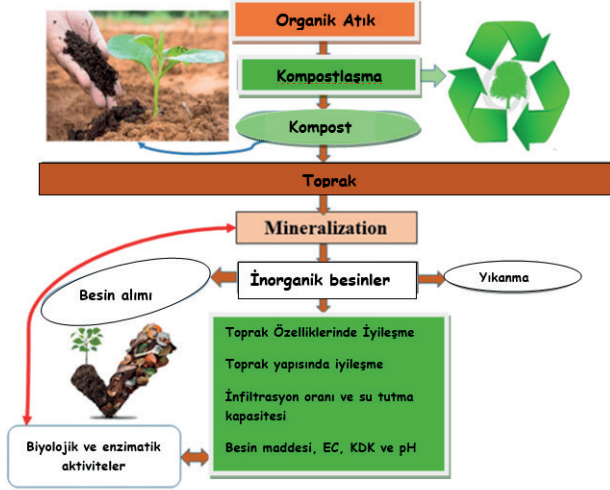 Organik Atık
Kompostlaşma
Kompost
Toprak
Mineralization
İnorganik besinler
Besin alımı
Yıkanma
Toprak Özelliklerinde İyileşme
Toprak yapısında iyileşme
İnfiltrasyon oranı ve su tutma
kapasitesi
Besin maddesi, EC, KDK ve pH
Biyolojik ve enzimatik
aktiviteler